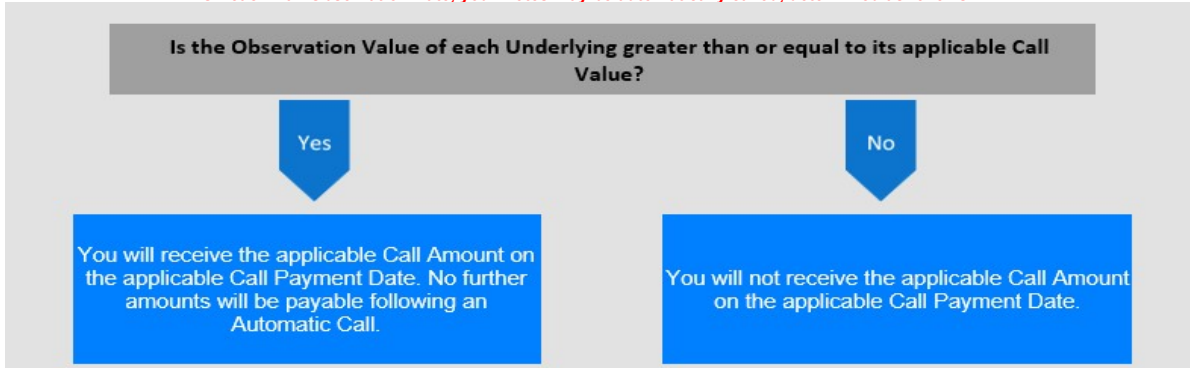 Is the Observation Value of each Underlying greater than or equal to its applicable Call
Value?
Yes
No
You will receive the applicable Call Amount on
the applicable Call Payment Date. No further
amounts will be payable following an
Automatic Call.
You will not receive the applicable Call Amount
on the applicable Call Payment Date.